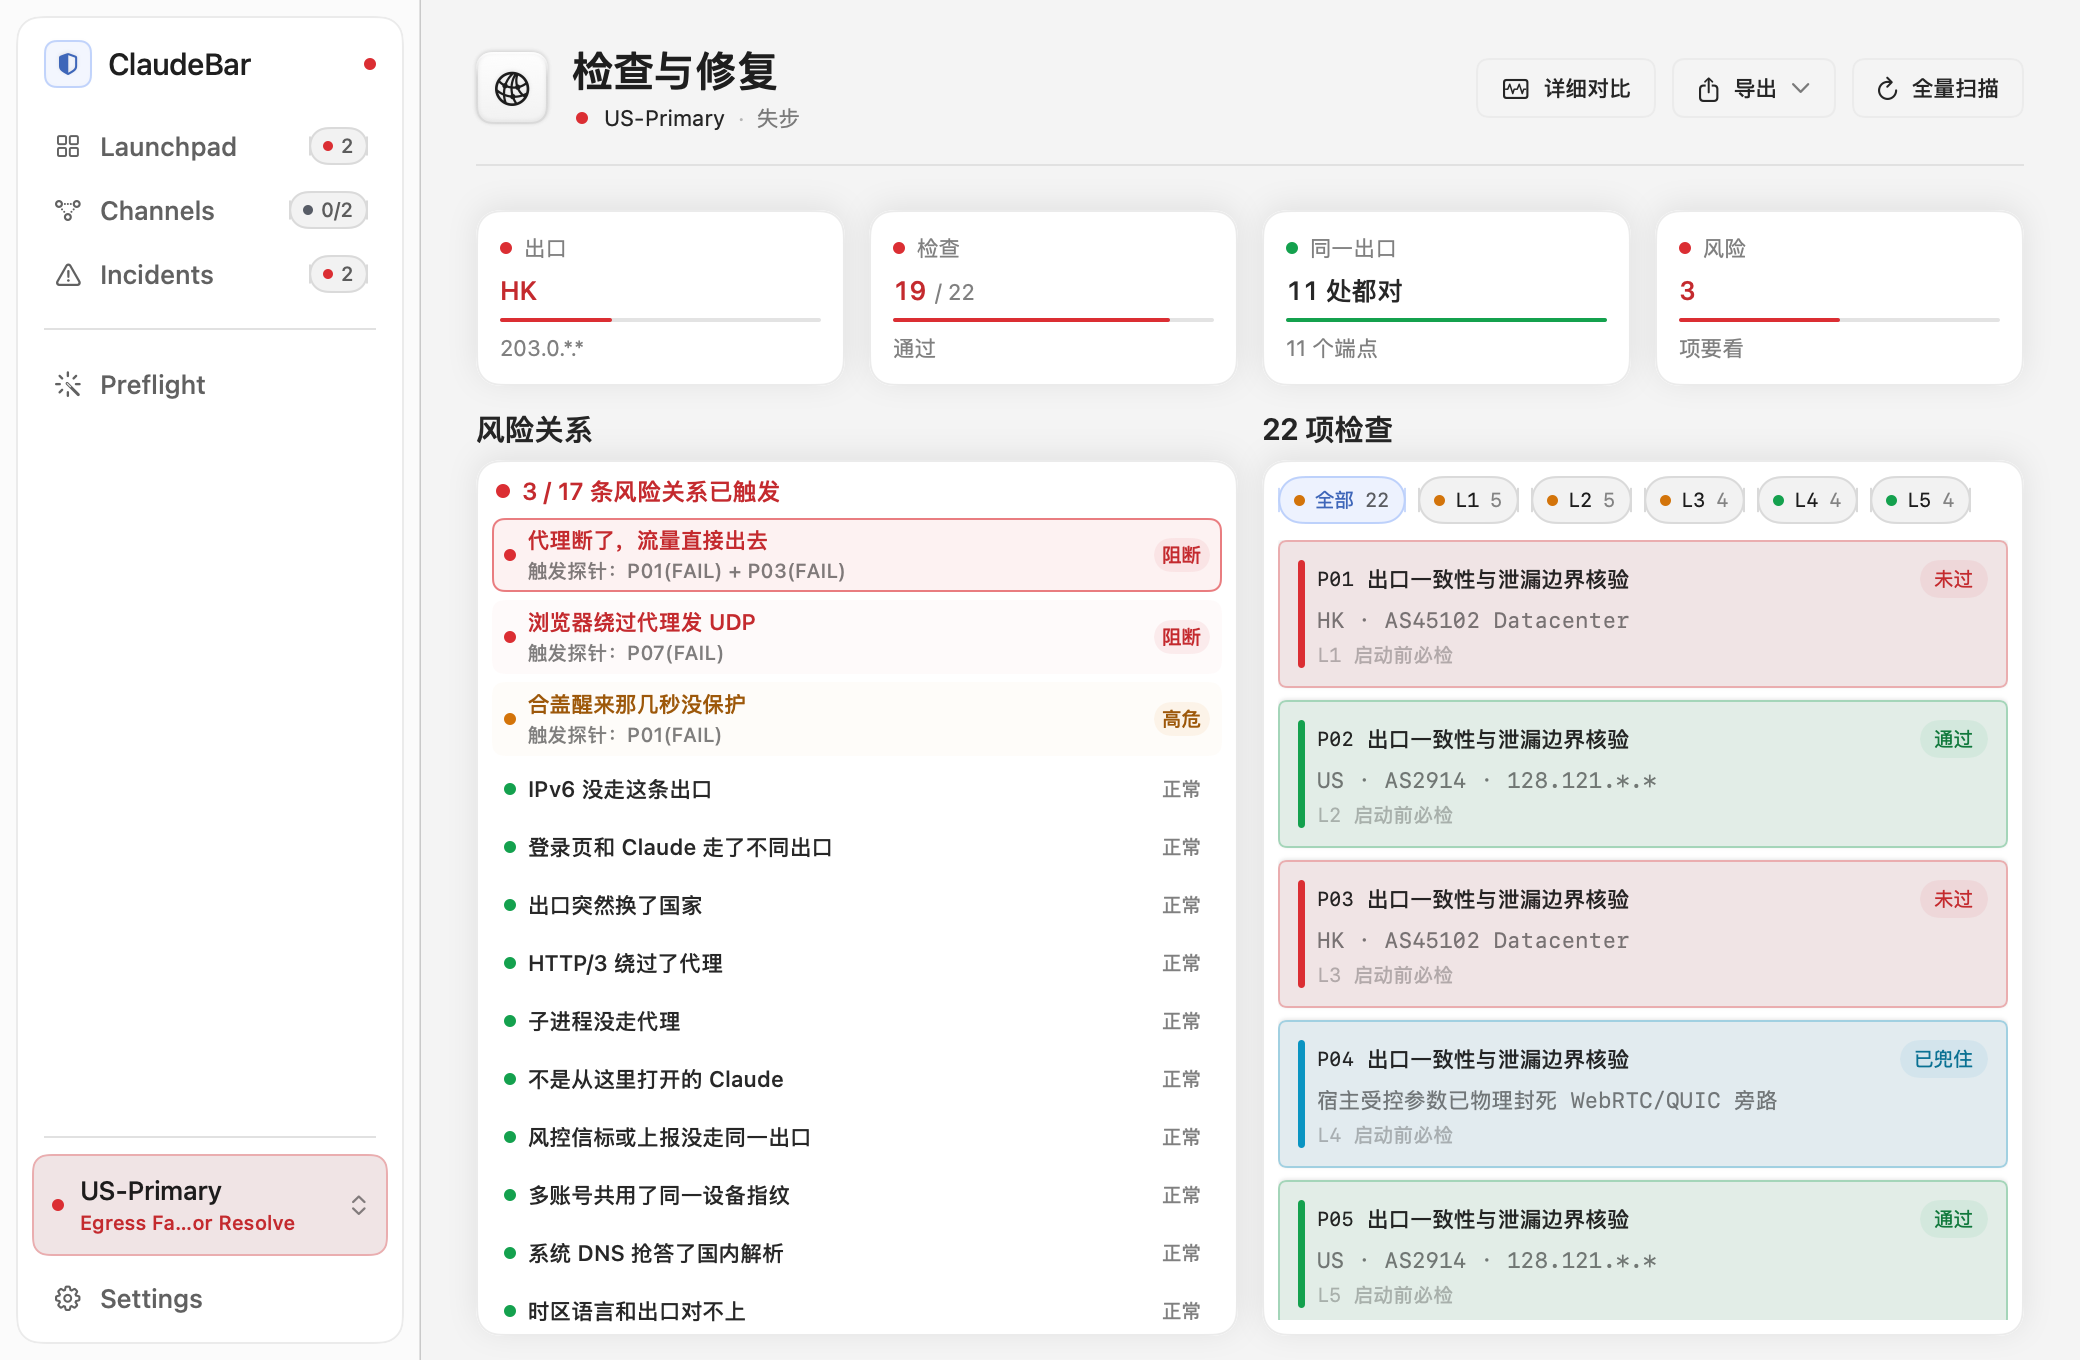 ClaudeBar
Launchpad
2
Channels
0/2
Incidents
2
Preflight
US-Primary
Egress Fa...or Resolve
Settings
检查与修复
US-Primary · 失步
详细对比
导出
全量扫描
出口
HK
203.0.*.*
检查
19 / 22
通过
同一出口
11 处都对
11 个端点
风险
3
项要看
风险关系
3 / 17 条风险关系已触发
代理断了，流量直接出去
触发探针：P01(FAIL) + P03(FAIL)
阻断
浏览器绕过代理发 UDP
触发探针：P07(FAIL)
阻断
合盖醒来那几秒没保护
触发探针：P01(FAIL)
高危
IPv6 没走这条出口 正常
登录页和 Claude 走了不同出口 正常
出口突然换了国家 正常
HTTP/3 绕过了代理 正常
子进程没走代理 正常
不是从这里打开的 Claude 正常
风控信标或上报没走同一出口 正常
多账号共用了同一设备指纹 正常
系统 DNS 抢答了国内解析 正常
时区语言和出口对不上 正常
22 项检查
全部 22 L1 5 L2 5 L3 4 L4 4 L5 4
P01 出口一致性与泄漏边界核验 未过
HK · AS45102 Datacenter
L1 启动前必检
P02 出口一致性与泄漏边界核验 通过
US · AS2914 · 128.121.*.*
L2 启动前必检
P03 出口一致性与泄漏边界核验 未过
HK · AS45102 Datacenter
L3 启动前必检
P04 出口一致性与泄漏边界核验 已兜住
宿主受控参数已物理封死 WebRTC/QUIC 旁路
L4 启动前必检
P05 出口一致性与泄漏边界核验 通过
US · AS2914 · 128.121.*.*
L5 启动前必检